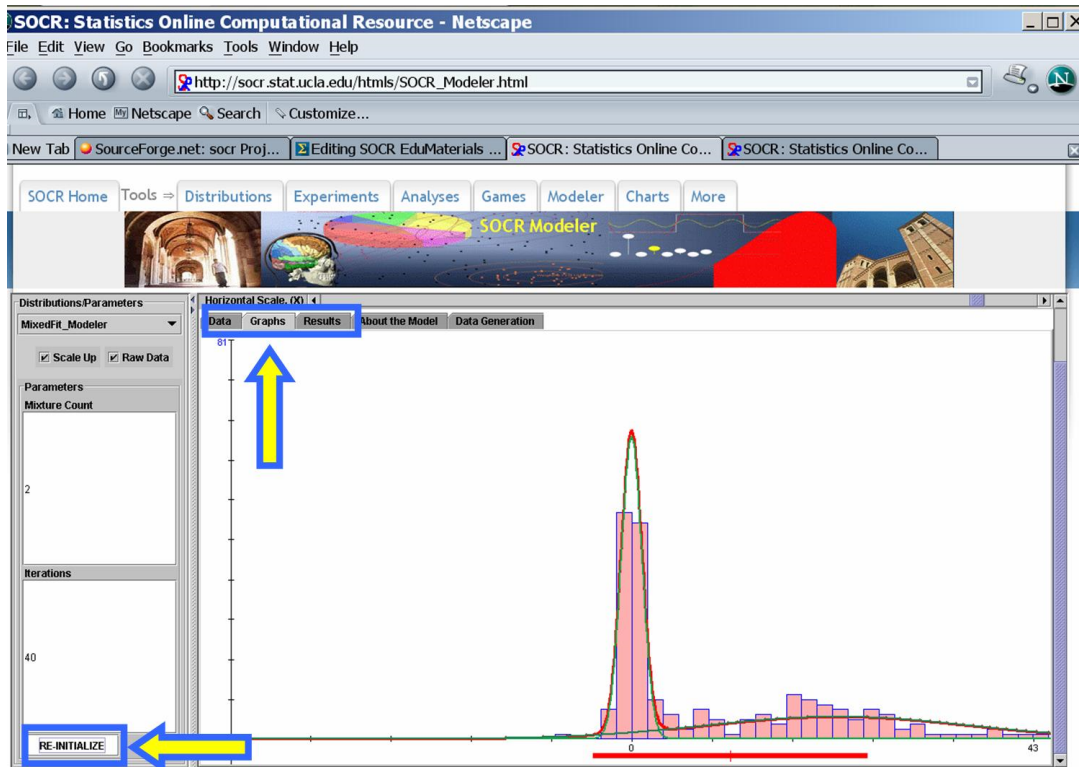 SOCR: Statistics Online Computational Resource - Netscape
File Edit View Go Bookmarks Tools Window Help
http://socr.stat.ucla.edu/htmls/SOCR_Modeler.html
N
Home My Netscape Search Customize...
New Tab SourceForge.net: socr Proj... Σ Editing SOCR EduMaterials ... SOCR: Statistics Online Co... SOCR: Statistics Online Co...
SOCR Home Tools ⇒ Distributions Experiments Analyses Games Modeler Charts More
SOCR Modeler
Distributions/Parameters
MixedFit_Modeler
Scale Up Raw Data
Parameters
Mixture Count
2
Iterations
40
RE-INITIALIZE
Horizontal Scale. (X)
Data Graphs Results About the Model Data Generation
81
0 43